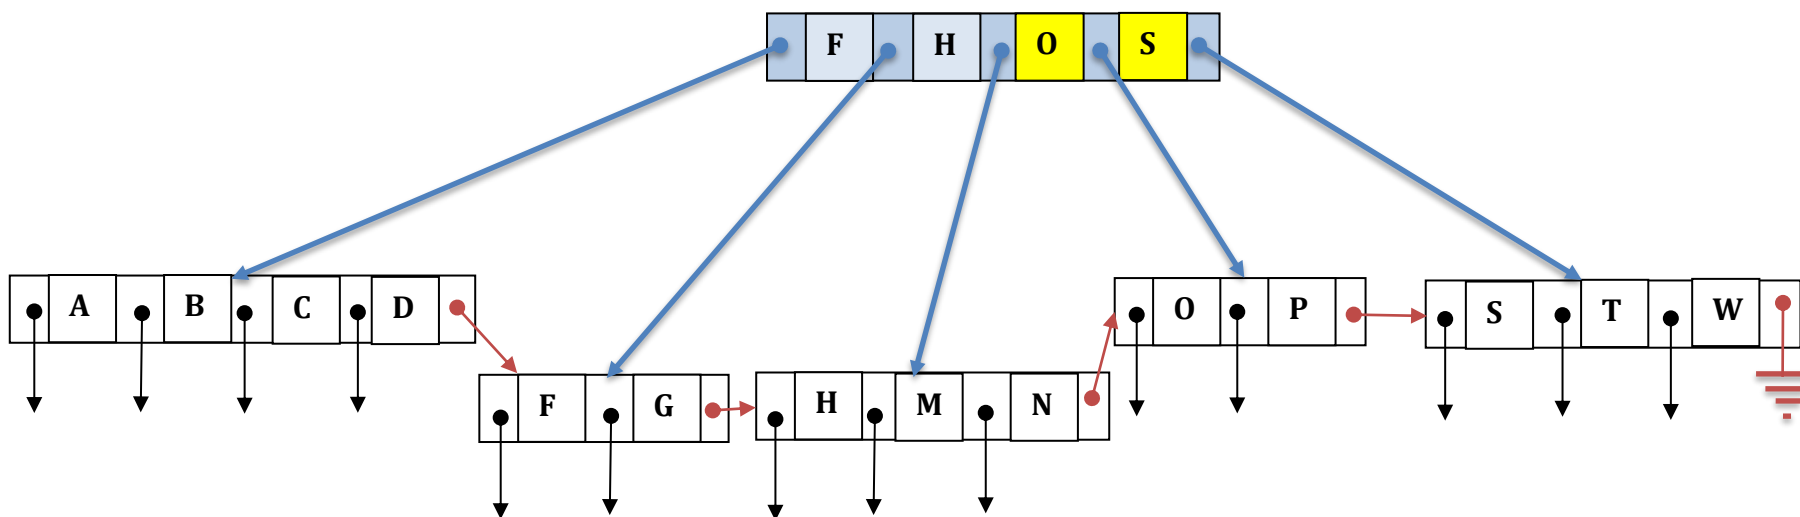 F H O S
A B C D
F G
H M N
O P
S T W